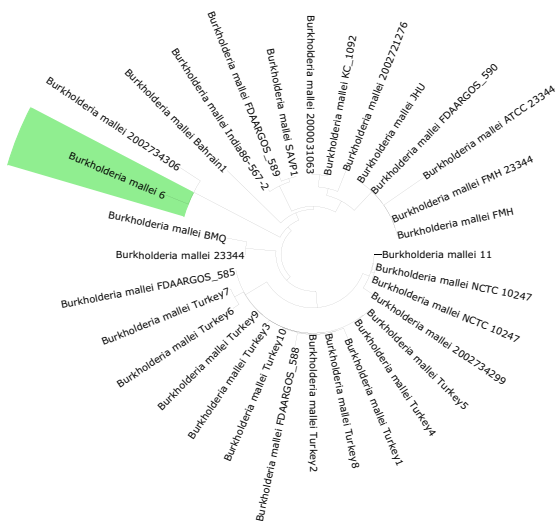 Burkholderia mallei 2000031063
Burkholderia mallei KC_1092
Burkholderia mallei 2002721276
Burkholderia mallei JHU
Burkholderia mallei FDAARGOS_590
Burkholderia mallei ATCC 23344
Burkholderia mallei FMH 23344
Burkholderia mallei FMH
Burkholderia mallei 11
Burkholderia mallei NCTC 10247
Burkholderia mallei NCTC 10247
Burkholderia mallei 2002734299
Burkholderia mallei Turkey5
Burkholderia mallei Turkey4
Burkholderia mallei Turkey1
Burkholderia mallei Turkey8
Burkholderia mallei Turkey2
Burkholderia mallei FDAARGOS_588
Burkholderia mallei Turkey10
Burkholderia mallei Turkey3
Burkholderia mallei Turkey9
Burkholderia mallei Turkey6
Burkholderia mallei Turkey7
Burkholderia mallei FDAARGOS_585
Burkholderia mallei 23344
Burkholderia mallei BMQ
Burkholderia mallei 6
Burkholderia mallei 2002734306
Burkholderia mallei Bahrain1
Burkholderia mallei India86-567-2
Burkholderia mallei FDAARGOS_589
Burkholderia mallei SAVP1